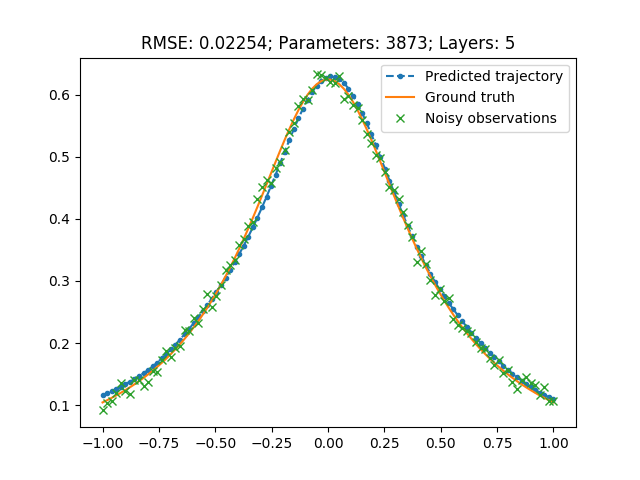 RMSE: 0.02254; Parameters: 3873; Layers: 5
Predicted trajectory
Ground truth
Noisy observations
0.6
0.5
0.4
0.3
0.2
0.1
−1.00 −0.75 −0.50 −0.25 0.00 0.25 0.50 0.75 1.00